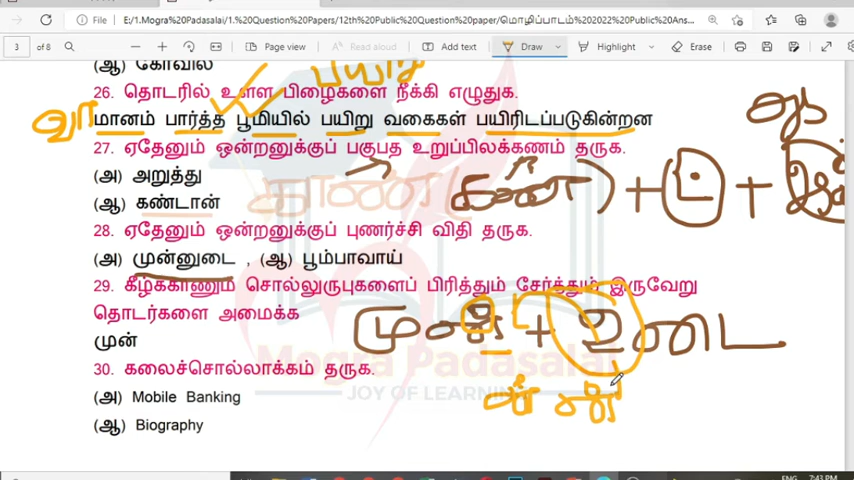 E:/1.Mogra%20Padasalai/1.%20Question%20Papers/12th%20Public%20Question%20paper/மொழிப்பாடம்%202022%20Public%20Ans...
3 of 8
Page view
Read aloud
Add text
Draw
Highlight
Erase
(ஆ) கோவில்
26. தொடரில் உள்ள பிழைகளை நீக்கி எழுதுக.
வா
மானம் பார்த்த பூமியில் பயிறு வகைகள் பயிரிடப்படுகின்றன
27. ஏதேனும் ஒன்றனுக்குப் பகுபத உறுப்பிலக்கணம் தருக.
(அ) அறுத்து
(ஆ) கண்டான்
28. ஏதேனும் ஒன்றனுக்குப் புணர்ச்சி விதி தருக.
(அ) முன்னுடை , (ஆ) பூம்பாவாய்
29. கீழ்க்காணும் சொல்லுருபுகளைப் பிரித்தும் சேர்த்தும் இருவேறு
தொடர்களை அமைக்க
முன்
முன் + உடை
30. கலைச்சொல்லாக்கம் தருக.
(அ) Mobile Banking
(ஆ) Biography
Mogra Padasalai
JOY OF LEARNING
ENG 7:43 PM